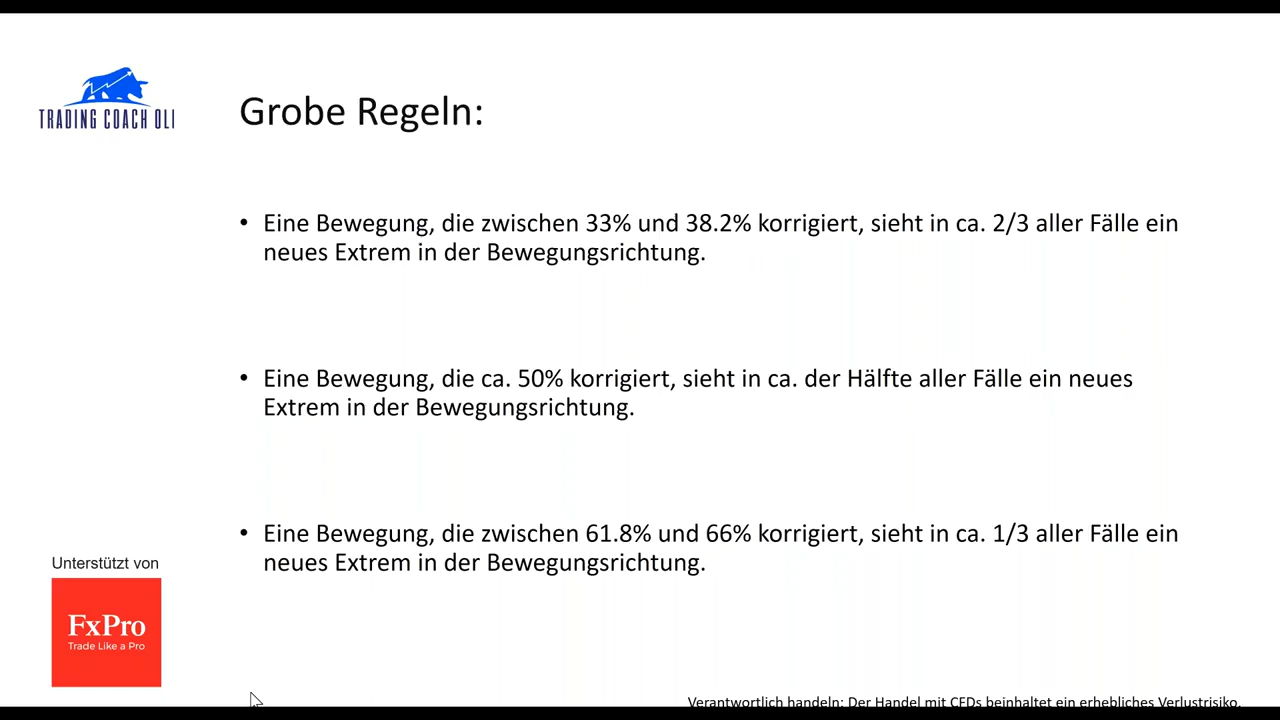 TRADING COACH OLI
Grobe Regeln:
• Eine Bewegung, die zwischen 33% und 38.2% korrigiert, sieht in ca. 2/3 aller Fälle ein
neues Extrem in der Bewegungsrichtung.
• Eine Bewegung, die ca. 50% korrigiert, sieht in ca. der Hälfte aller Fälle ein neues
Extrem in der Bewegungsrichtung.
• Eine Bewegung, die zwischen 61.8% und 66% korrigiert, sieht in ca. 1/3 aller Fälle ein
neues Extrem in der Bewegungsrichtung.
Unterstützt von
FxPro
Trade Like a Pro
Verantwortlich handeln: Der Handel mit CFDs beinhaltet ein erhebliches Verlustrisiko.